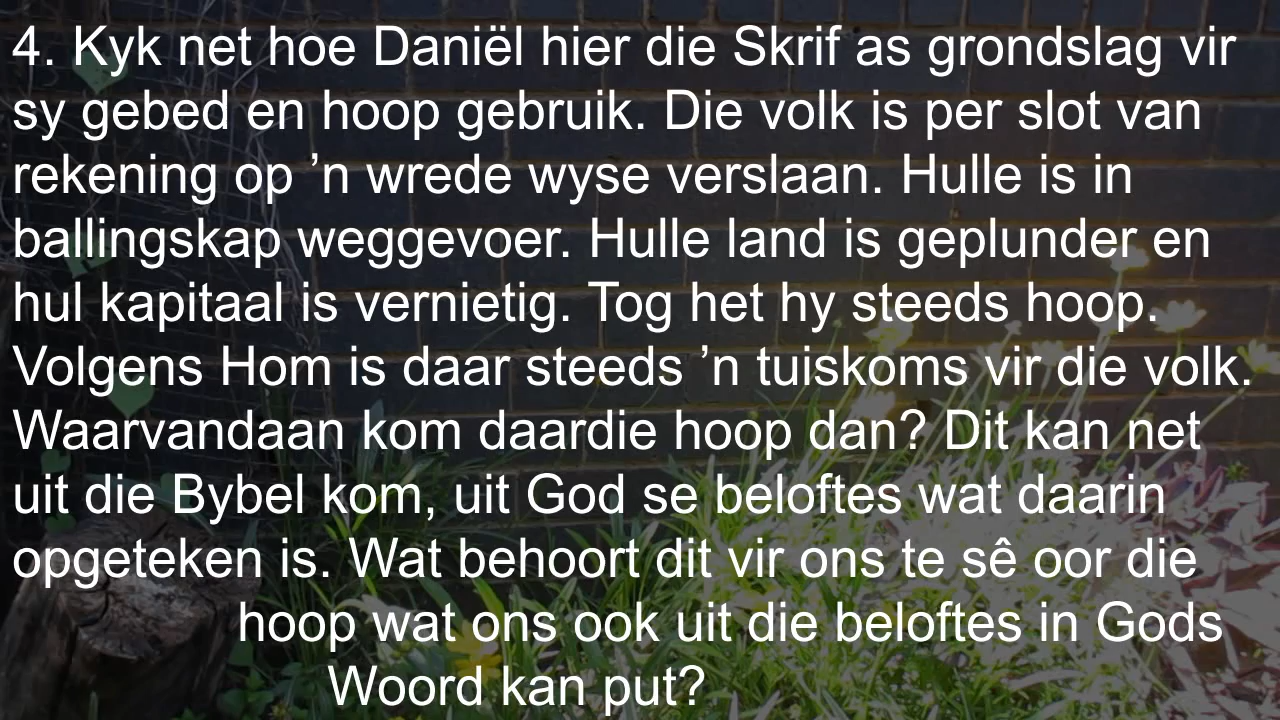 4. Kyk net hoe Daniël hier die Skrif as grondslag vir
sy gebed en hoop gebruik. Die volk is per slot van
rekening op ’n wrede wyse verslaan. Hulle is in
ballingskap weggevoer. Hulle land is geplunder en
hul kapitaal is vernietig. Tog het hy steeds hoop.
Volgens Hom is daar steeds ’n tuiskoms vir die volk.
Waarvandaan kom daardie hoop dan? Dit kan net
uit die Bybel kom, uit God se beloftes wat daarin
opgeteken is. Wat behoort dit vir ons te sê oor die
hoop wat ons ook uit die beloftes in Gods
Woord kan put?